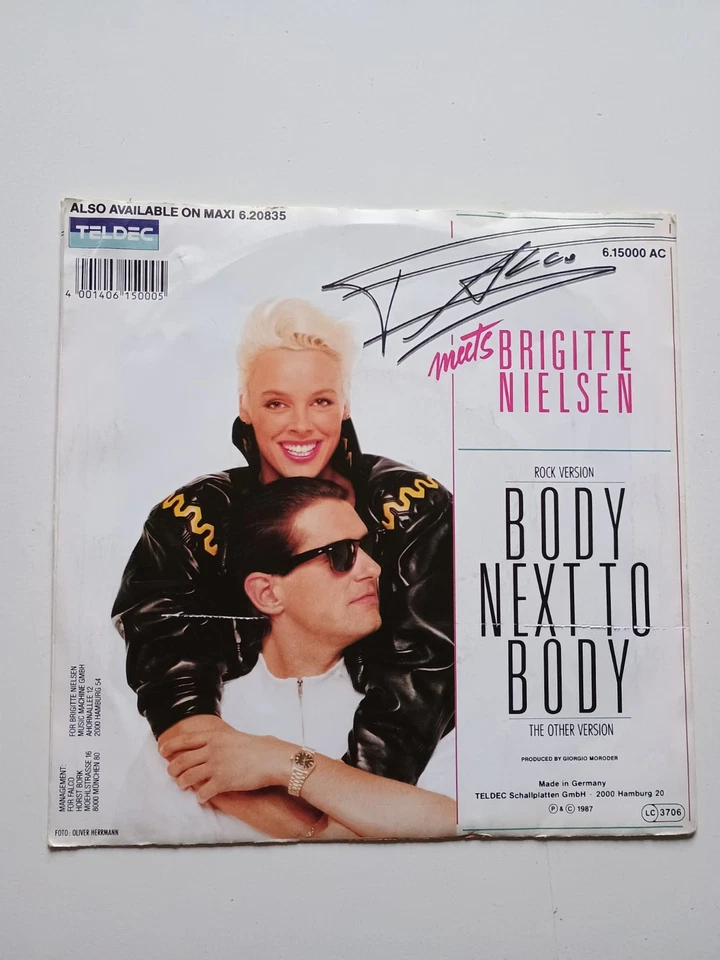 ALSO AVAILABLE ON MAXI 6.20835
TELDEC
4 001406 150005
6.15000 AC
FALCO
meets BRIGITTE
NIELSEN
ROCK VERSION
BODY
NEXT TO
BODY
THE OTHER VERSION
PRODUCED BY GIORGIO MORODER
Made in Germany
TELDEC Schallplatten GmbH · 2000 Hamburg 20
Ⓟ & © 1987
LC 3706
FOR BRIGITTE NIELSEN
MUSIC MACHINE GMBH
AHORNALLEE 12
2000 HAMBURG 54
MANAGEMENT:
FOR FALCO
HORST BORK
MOEHLSTRASSE 16
8000 MÜNCHEN 80
FOTO: OLIVER HERRMANN